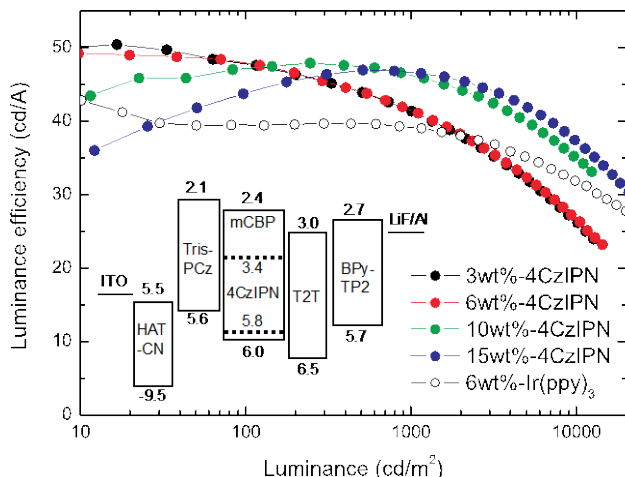 Luminance efficiency (cd/A)
50
40
30
20
10
0
10
100
1000
10000
Luminance (cd/m²)
ITO
5.5
HAT
-CN
-9.5
2.1
Tris-
PCz
5.6
2.4
mCBP
3.4
4CzIPN
5.8
6.0
3.0
T2T
6.5
2.7
BPy-
TP2
5.7
LiF/Al
3wt%-4CzIPN
6wt%-4CzIPN
10wt%-4CzIPN
15wt%-4CzIPN
6wt%-Ir(ppy)₃